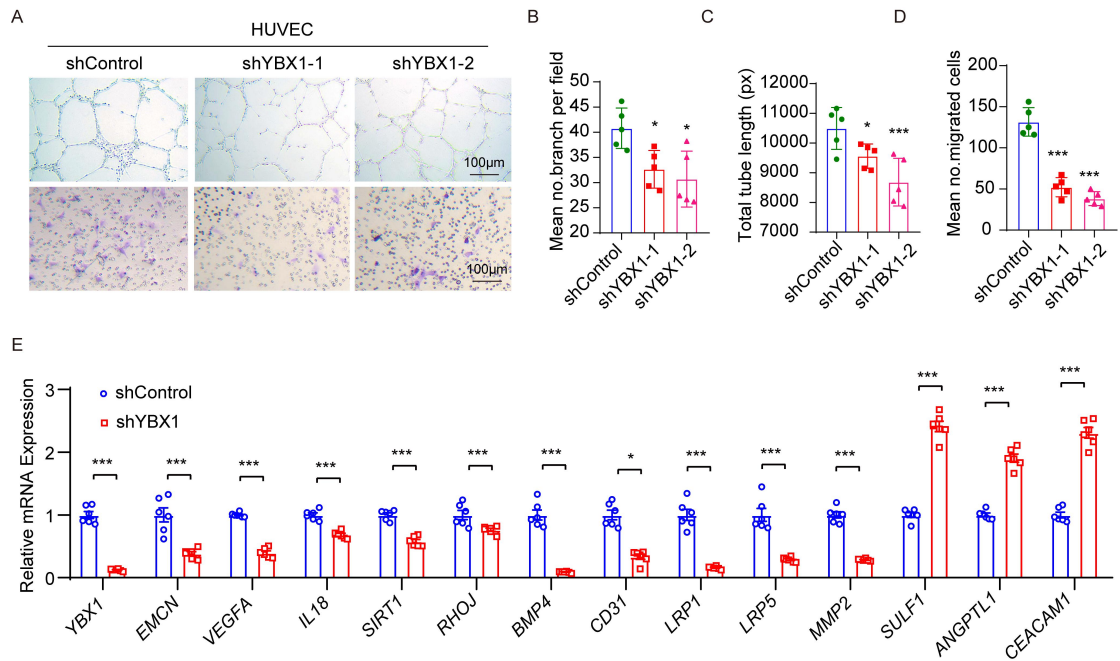 A
HUVEC
shControl shYBX1-1 shYBX1-2
100µm
100µm
B
Mean no.branch per field
50
45
40
35
30
25
20
* *
shControl shYBX1-1 shYBX1-2
C
Total tube length (px)
12000
11000
10000
9000
8000
7000
* ***
shControl shYBX1-1 shYBX1-2
D
Mean no.migrated cells
200
150
100
50
0
*** ***
shControl shYBX1-1 shYBX1-2
E
Relative mRNA Expression
3
2
1
0
shControl
shYBX1
*** *** *** *** *** *** *** * *** *** *** *** *** ***
YBX1 EMCN VEGFA IL18 SIRT1 RHOJ BMP4 CD31 LRP1 LRP5 MMP2 SULF1 ANGPTL1 CEACAM1